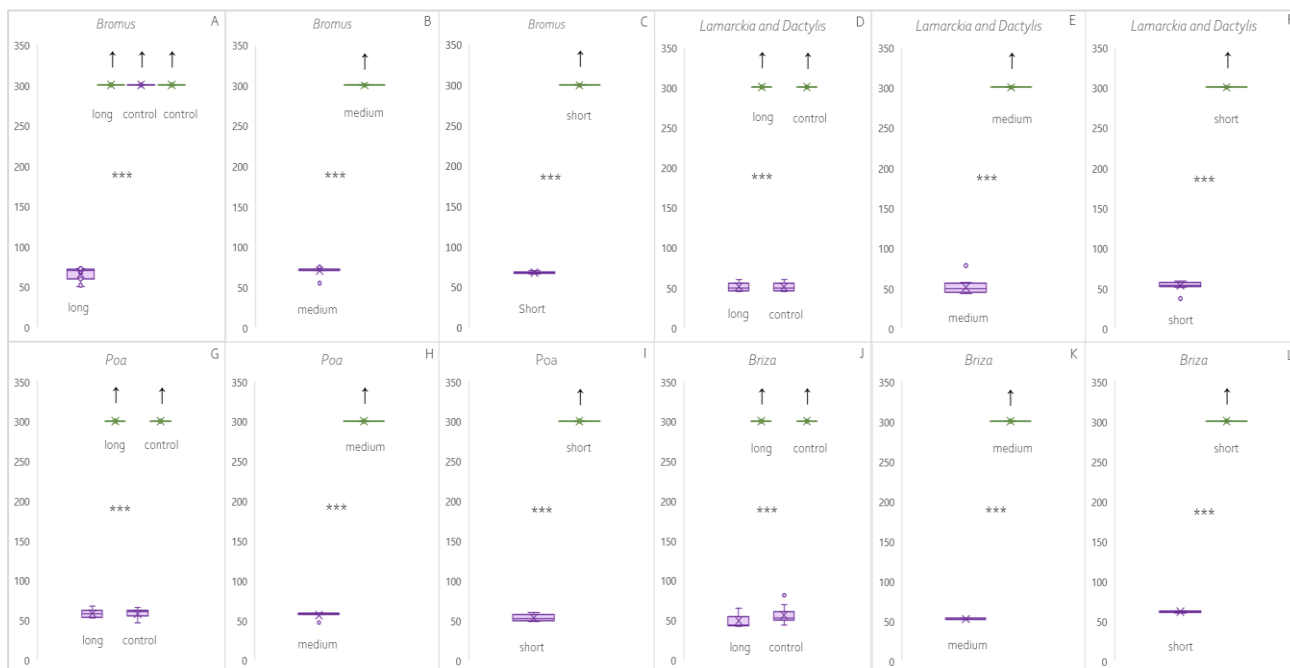 Bromus
A
350
300
250
200
150
100
50
0
↑ ↑ ↑
long control control
***
long
Bromus
B
350
300
250
200
150
100
50
0
↑
medium
***
medium
Bromus
C
350
300
250
200
150
100
50
0
↑
short
***
Short
Lamarckia and Dactylis
D
350
300
250
200
150
100
50
0
↑ ↑
long control
***
long control
Lamarckia and Dactylis
E
350
300
250
200
150
100
50
0
↑
medium
***
medium
Lamarckia and Dactylis
F
350
300
250
200
150
100
50
0
↑
short
***
short
Poa
G
350
300
250
200
150
100
50
0
↑ ↑
long control
***
long control
Poa
H
350
300
250
200
150
100
50
0
↑
medium
***
medium
Poa
I
350
300
250
200
150
100
50
0
↑
short
***
short
Briza
J
350
300
250
200
150
100
50
0
↑ ↑
long control
***
long control
Briza
K
350
300
250
200
150
100
50
0
↑
medium
***
medium
Briza
L
350
300
250
200
150
100
50
0
↑
short
***
short